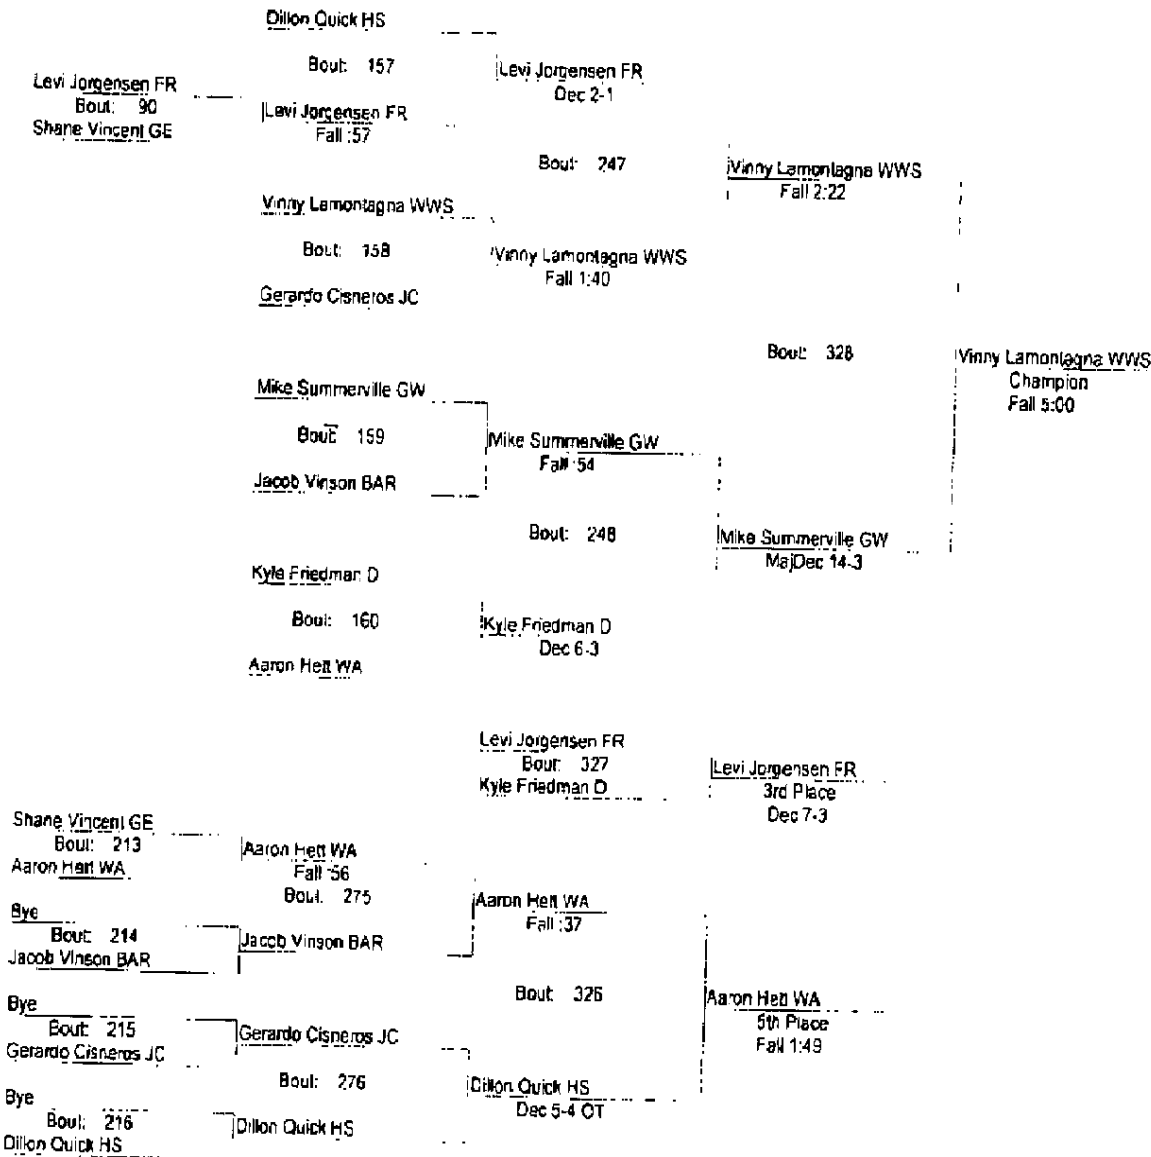 Dillon Quick HS
Bout: 157
Levi Jorgensen FR
Dec 2-1
Levi Jorgensen FR
Bout: 90
Shane Vincent GE
Levi Jorgensen FR
Fall :57
Bout: 247
Vinny Lamontagna WWS
Fall 2:22
Vinny Lamontagna WWS
Bout: 158
Vinny Lamontagna WWS
Fall 1:40
Gerardo Cisneros JC
Bout: 328
Vinny Lamontagna WWS
Champion
Fall 5:00
Mike Summerville GW
Bout: 159
Mike Summerville GW
Fall :54
Jacob Vinson BAR
Bout: 248
Mike Summerville GW
MajDec 14-3
Kyle Friedman D
Bout: 160
Kyle Friedman D
Dec 6-3
Aaron Hett WA
Levi Jorgensen FR
Bout: 327
Kyle Friedman D
Levi Jorgensen FR
3rd Place
Dec 7-3
Shane Vincent GE
Bout: 213
Aaron Hett WA
Aaron Hett WA
Fall :56
Bout: 275
Aaron Hett WA
Fall :37
Bye
Bout: 214
Jacob Vinson BAR
Jacob Vinson BAR
Bout: 326
Aaron Hett WA
5th Place
Fall 1:49
Bye
Bout: 215
Gerardo Cisneros JC
Gerardo Cisneros JC
Bout: 276
Dillon Quick HS
Dec 5-4 OT
Bye
Bout: 216
Dillon Quick HS
Dillon Quick HS